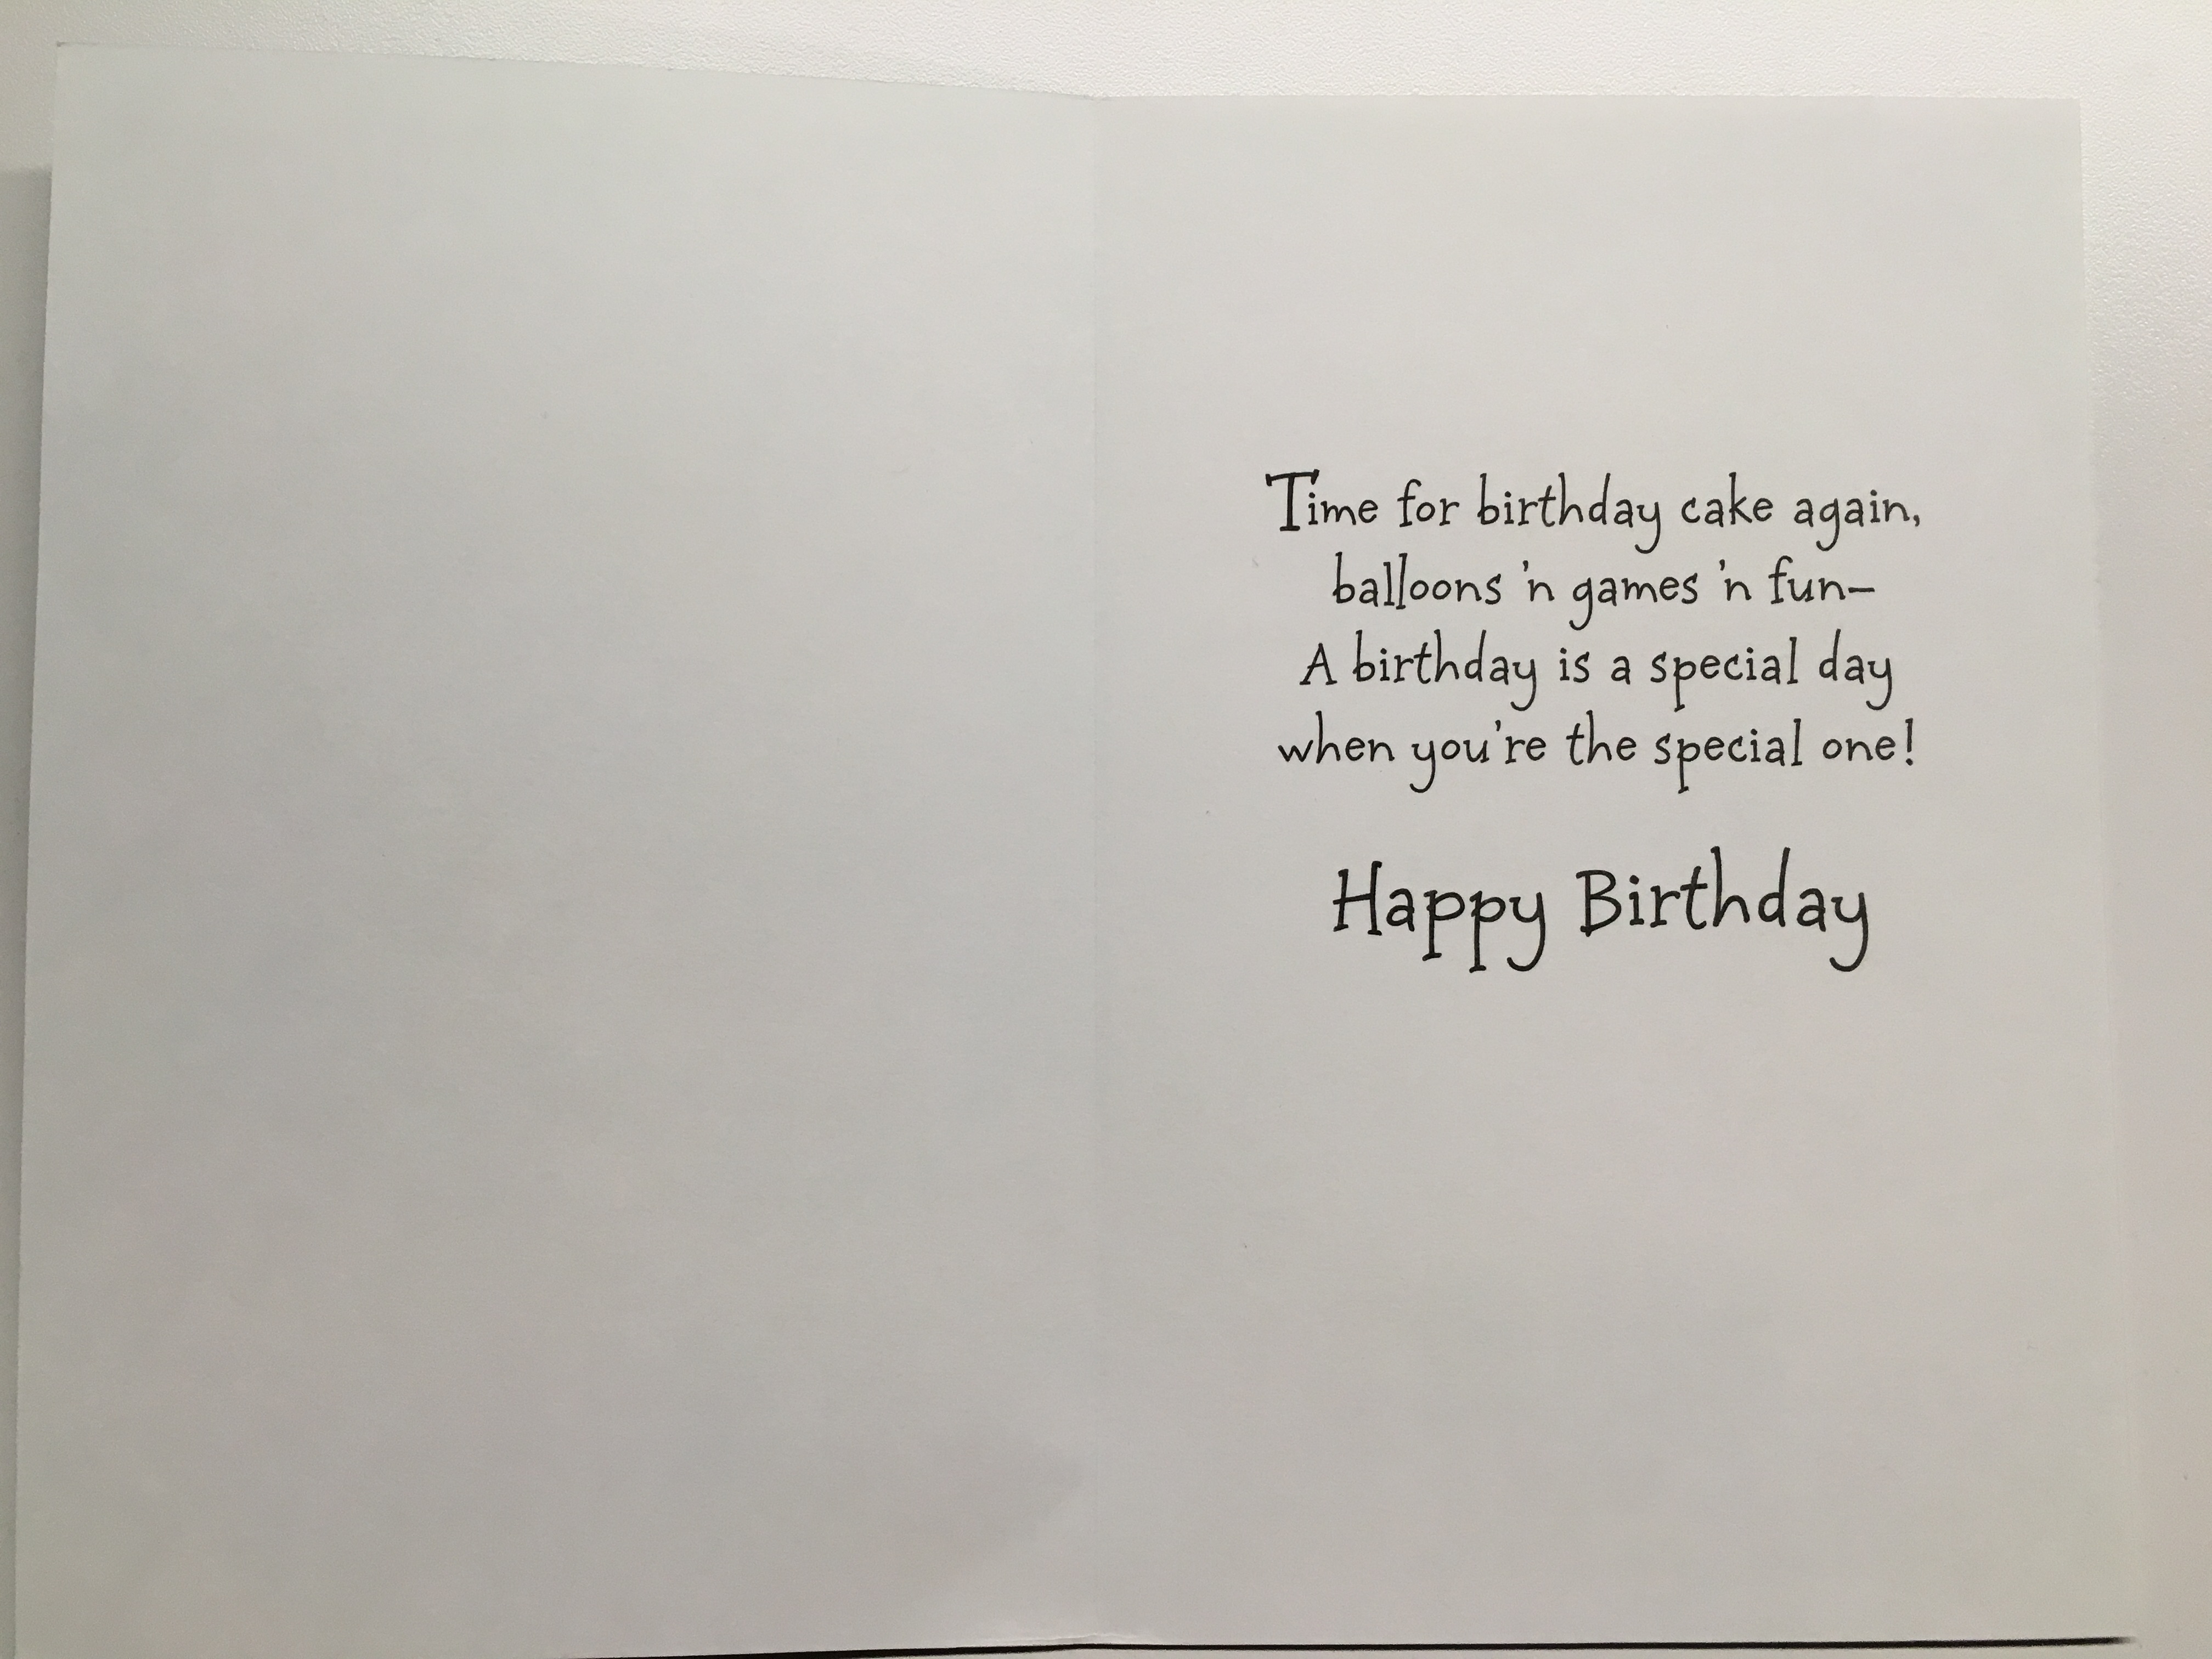 Time for birthday cake again,
balloons 'n games 'n fun–
A birthday is a special day
when you're the special one!
Happy Birthday